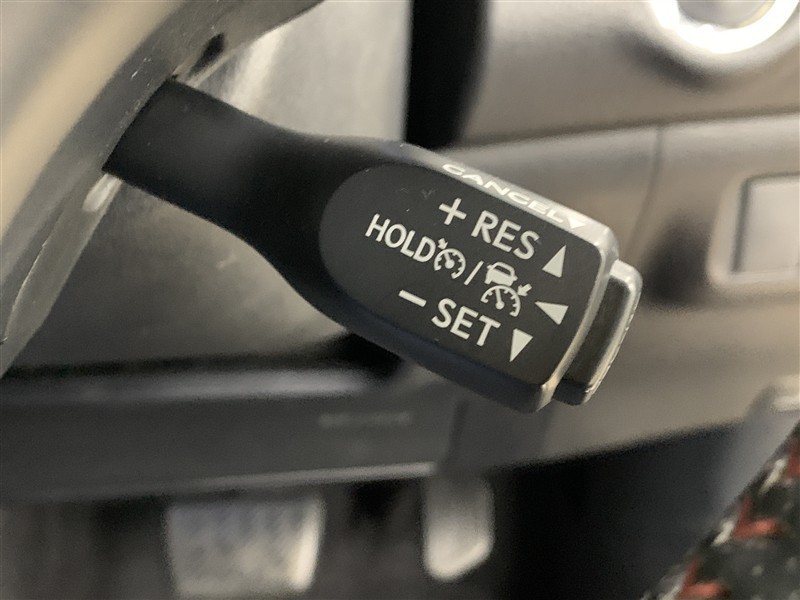 CANCEL
+ RES
HOLD /
− SET